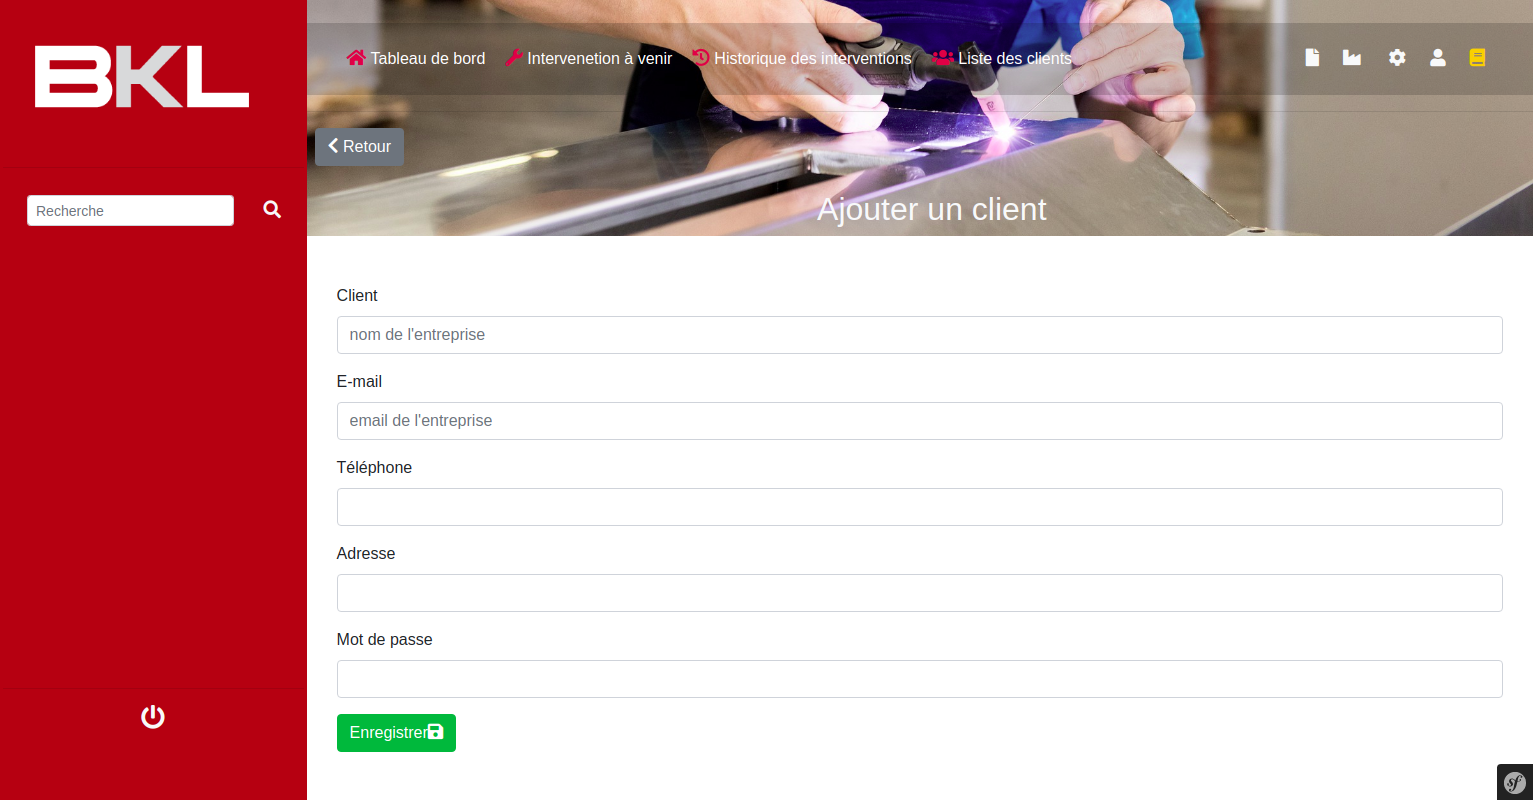 BKL
Tableau de bord
Intervenetion à venir
Historique des interventions
Liste des clients
Retour
Recherche
Ajouter un client
Client
nom de l'entreprise
E-mail
email de l'entreprise
Téléphone
Adresse
Mot de passe
Enregistrer
sf